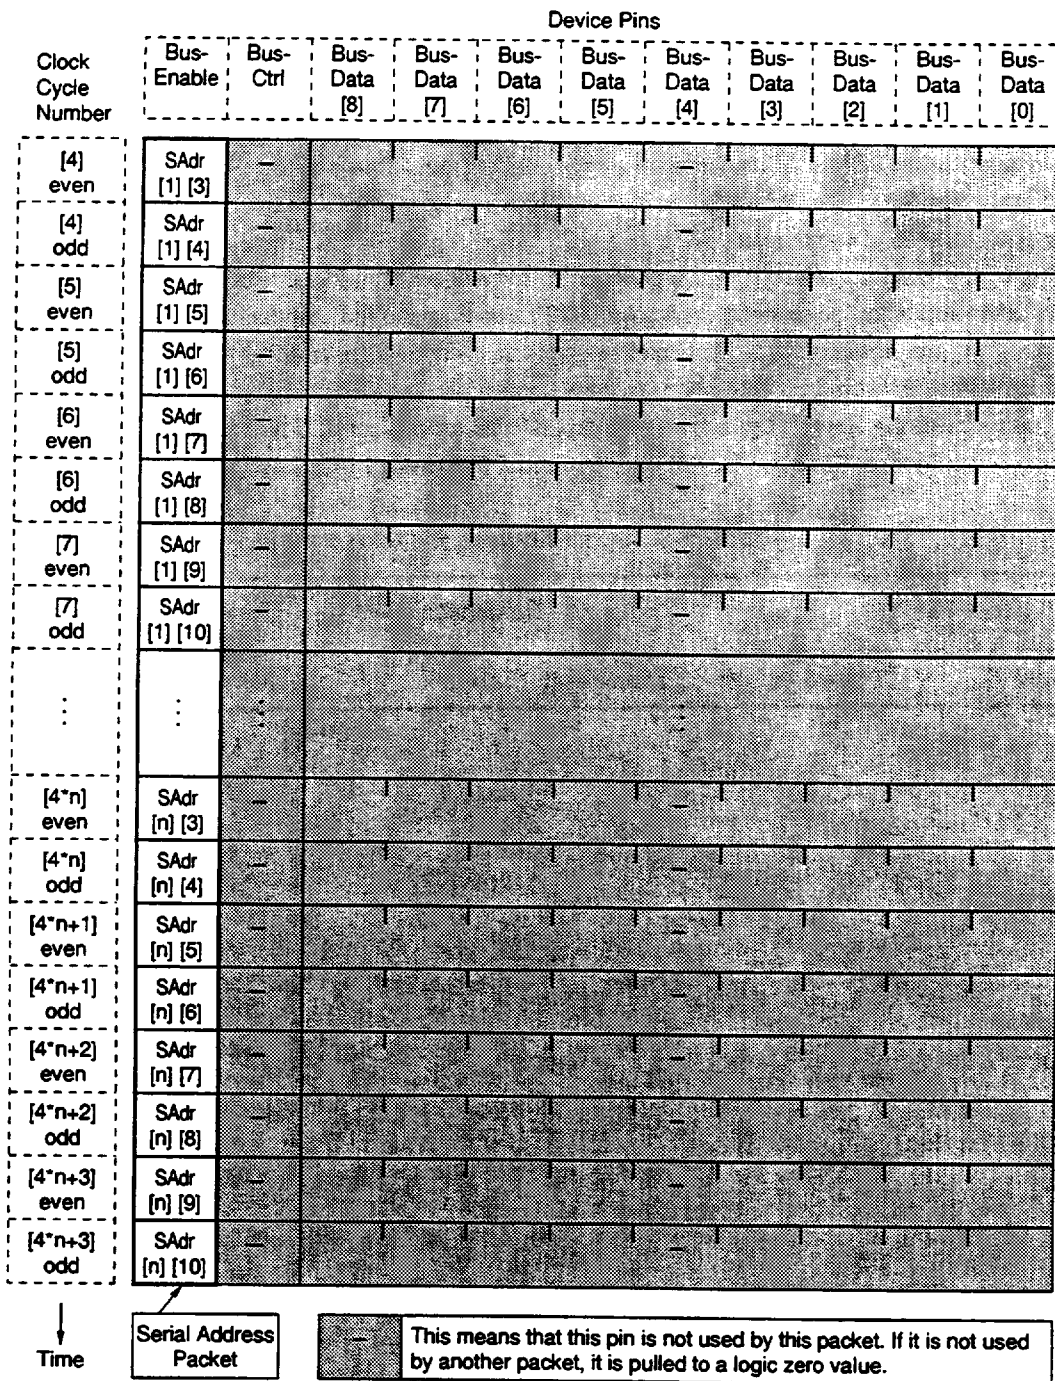 Device Pins
Clock Cycle Number
Bus-Enable Bus-Ctrl Bus-Data [8] Bus-Data [7] Bus-Data [6] Bus-Data [5] Bus-Data [4] Bus-Data [3] Bus-Data [2] Bus-Data [1] Bus-Data [0]
[4] even SAdr [1] [3] – –
[4] odd SAdr [1] [4] – –
[5] even SAdr [1] [5] – –
[5] odd SAdr [1] [6] – –
[6] even SAdr [1] [7] – –
[6] odd SAdr [1] [8] – –
[7] even SAdr [1] [9] – –
[7] odd SAdr [1] [10] – –
⋮ ⋮ ⋮ ⋮
[4*n] even SAdr [n] [3] – –
[4*n] odd SAdr [n] [4] – –
[4*n+1] even SAdr [n] [5] – –
[4*n+1] odd SAdr [n] [6] – –
[4*n+2] even SAdr [n] [7] – –
[4*n+2] odd SAdr [n] [8] – –
[4*n+3] even SAdr [n] [9] – –
[4*n+3] odd SAdr [n] [10] – –
Time
Serial Address Packet
– This means that this pin is not used by this packet. If it is not used
by another packet, it is pulled to a logic zero value.